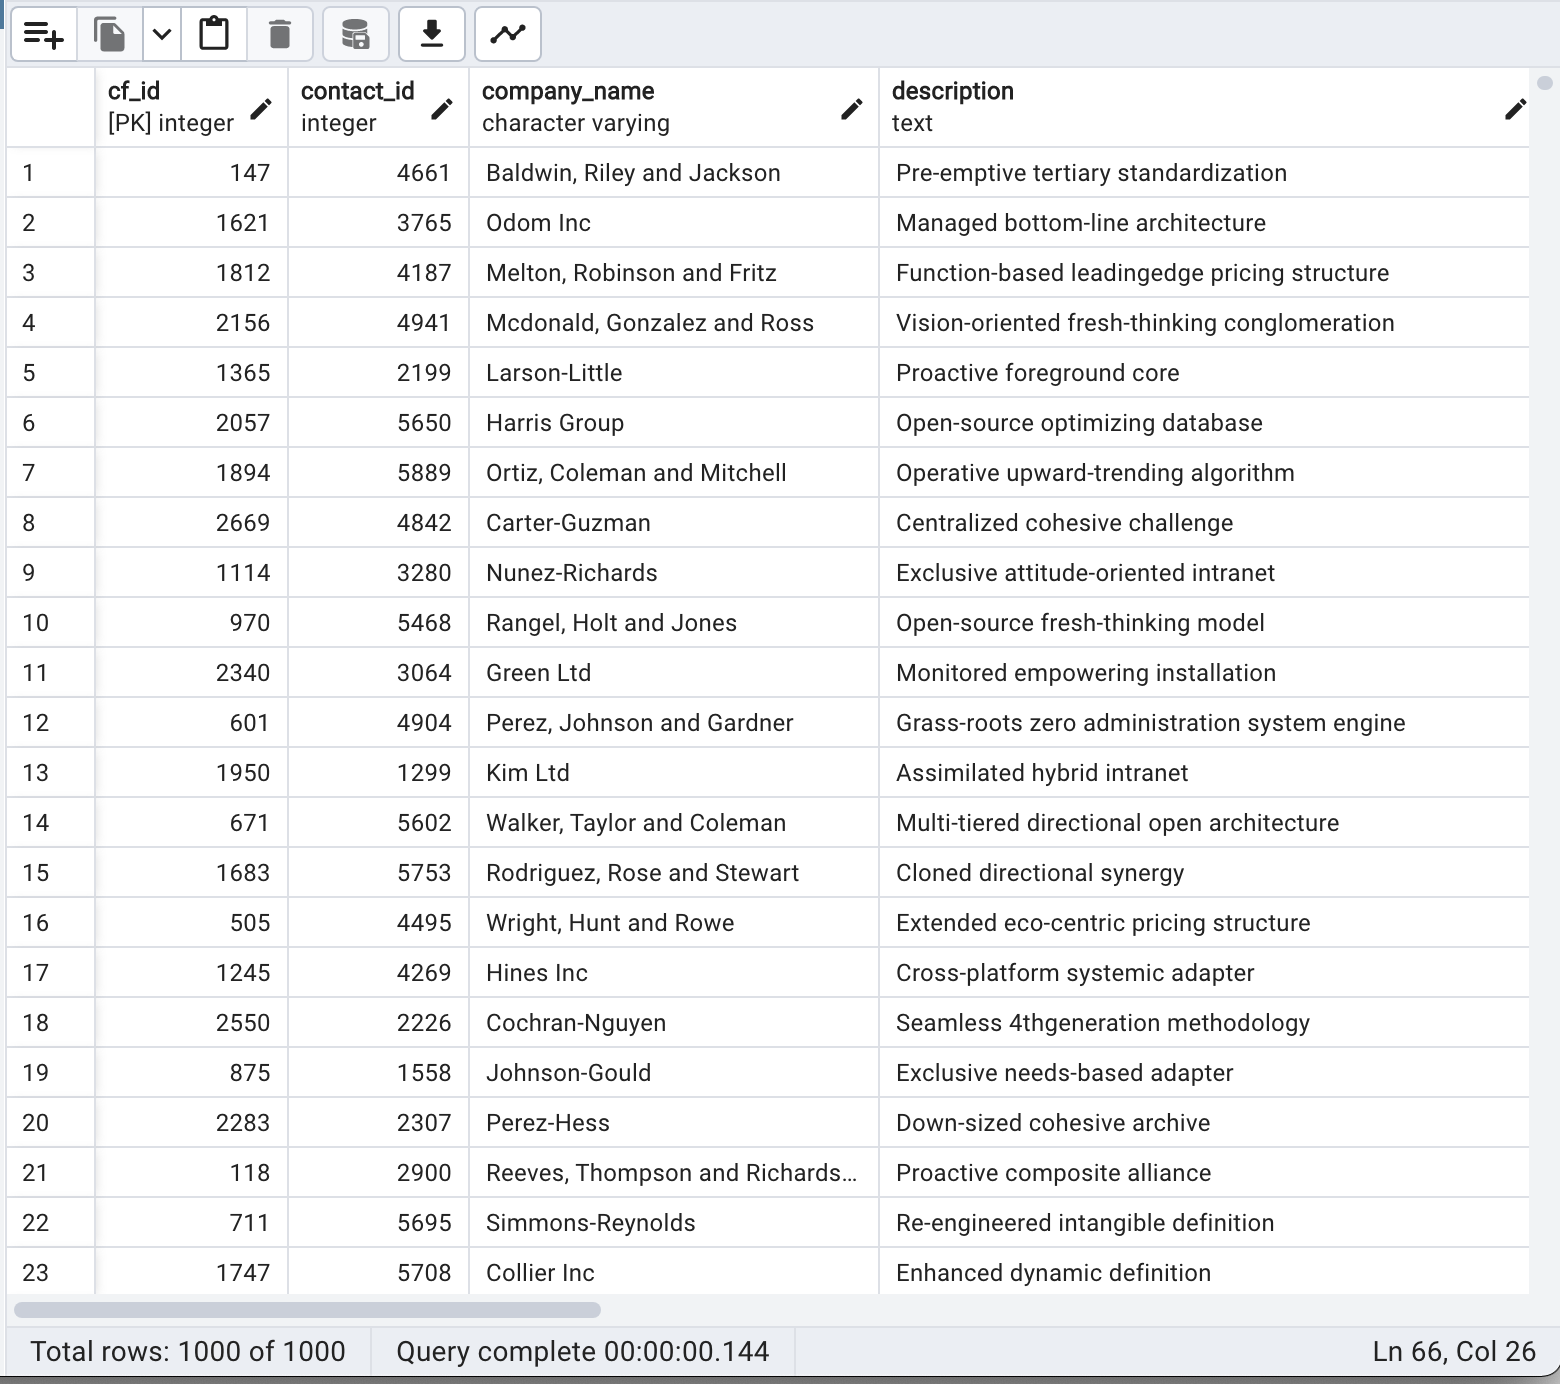 cf_id contact_id company_name description
[PK] integer integer character varying text
1 147 4661 Baldwin, Riley and Jackson Pre-emptive tertiary standardization
2 1621 3765 Odom Inc Managed bottom-line architecture
3 1812 4187 Melton, Robinson and Fritz Function-based leadingedge pricing structure
4 2156 4941 Mcdonald, Gonzalez and Ross Vision-oriented fresh-thinking conglomeration
5 1365 2199 Larson-Little Proactive foreground core
6 2057 5650 Harris Group Open-source optimizing database
7 1894 5889 Ortiz, Coleman and Mitchell Operative upward-trending algorithm
8 2669 4842 Carter-Guzman Centralized cohesive challenge
9 1114 3280 Nunez-Richards Exclusive attitude-oriented intranet
10 970 5468 Rangel, Holt and Jones Open-source fresh-thinking model
11 2340 3064 Green Ltd Monitored empowering installation
12 601 4904 Perez, Johnson and Gardner Grass-roots zero administration system engine
13 1950 1299 Kim Ltd Assimilated hybrid intranet
14 671 5602 Walker, Taylor and Coleman Multi-tiered directional open architecture
15 1683 5753 Rodriguez, Rose and Stewart Cloned directional synergy
16 505 4495 Wright, Hunt and Rowe Extended eco-centric pricing structure
17 1245 4269 Hines Inc Cross-platform systemic adapter
18 2550 2226 Cochran-Nguyen Seamless 4thgeneration methodology
19 875 1558 Johnson-Gould Exclusive needs-based adapter
20 2283 2307 Perez-Hess Down-sized cohesive archive
21 118 2900 Reeves, Thompson and Richards... Proactive composite alliance
22 711 5695 Simmons-Reynolds Re-engineered intangible definition
23 1747 5708 Collier Inc Enhanced dynamic definition
Total rows: 1000 of 1000 Query complete 00:00:00.144 Ln 66, Col 26